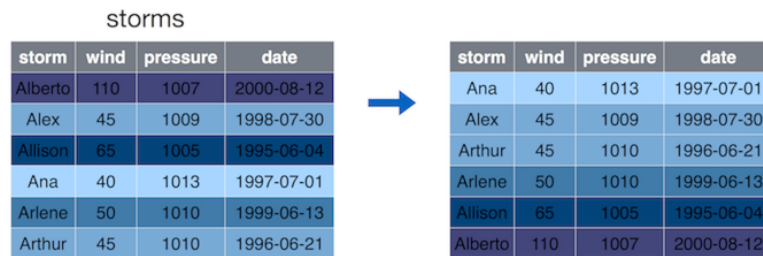 storms
storm wind pressure date
Alberto 110 1007 2000-08-12
Alex 45 1009 1998-07-30
Allison 65 1005 1995-06-04
Ana 40 1013 1997-07-01
Arlene 50 1010 1999-06-13
Arthur 45 1010 1996-06-21
storm wind pressure date
Ana 40 1013 1997-07-01
Alex 45 1009 1998-07-30
Arthur 45 1010 1996-06-21
Arlene 50 1010 1999-06-13
Allison 65 1005 1995-06-04
Alberto 110 1007 2000-08-12